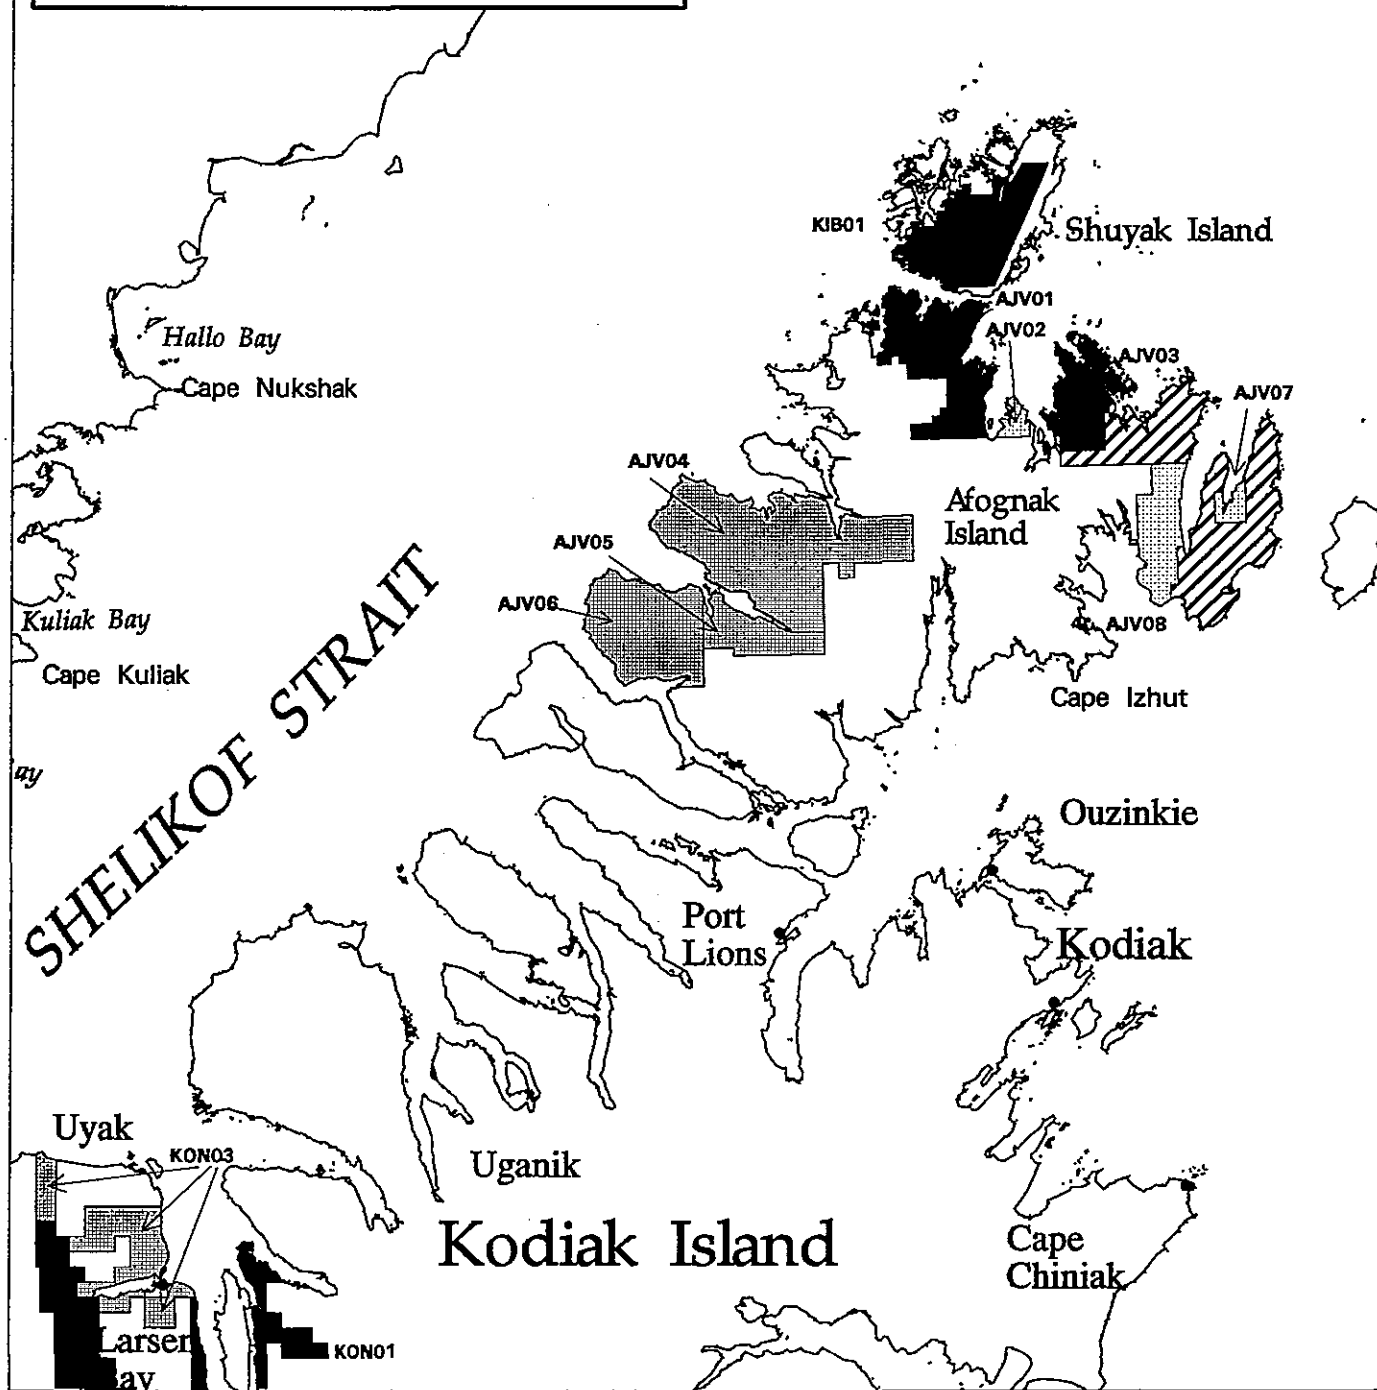 KIB01
Shuyak Island
AJV01
AJV02
AJV03
AJV07
Hallo Bay
Cape Nukshak
AJV04
AJV05
AJV06
Afognak
Island
AJV08
Cape Izhut
Kuliak Bay
Cape Kuliak
SHELIKOF STRAIT
ay
Ouzinkie
Port
Lions
Kodiak
Uyak
KON03
Uganik
Kodiak Island
Cape
Chiniak
KON01
Larsen
Bay